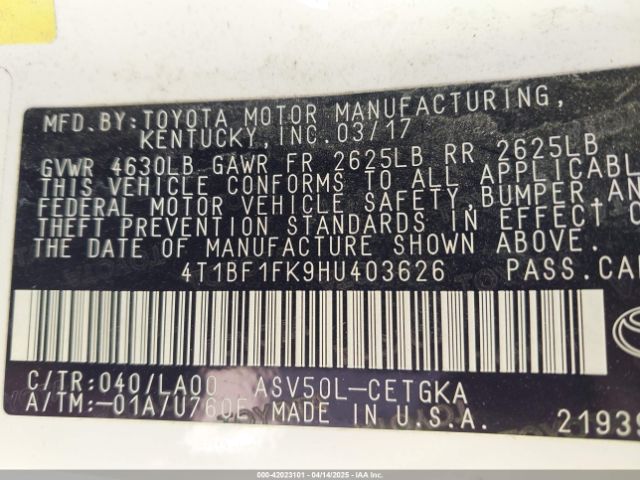 MFD.BY:TOYOTA MOTOR MANUFACTURING,
KENTUCKY,INC.03/17
GVWR 4630LB GAWR FR 2625LB RR 2625LB
THIS VEHICLE CONFORMS TO ALL APPLICABL
FEDERAL MOTOR VEHICLE SAFETY,BUMPER,AN
THEFT PREVENTION STANDARDS IN EFFECT O
THE DATE OF MANUFACTURE SHOWN ABOVE.
4T1BF1FK9HU403626 PASS.CA
C/TR:040/LA00 ASV50L-CETGKA
A/TM:-01A/U760E MADE IN U.S.A. 21939
000-42023101 - 04/14/2025 - IAAI.COM